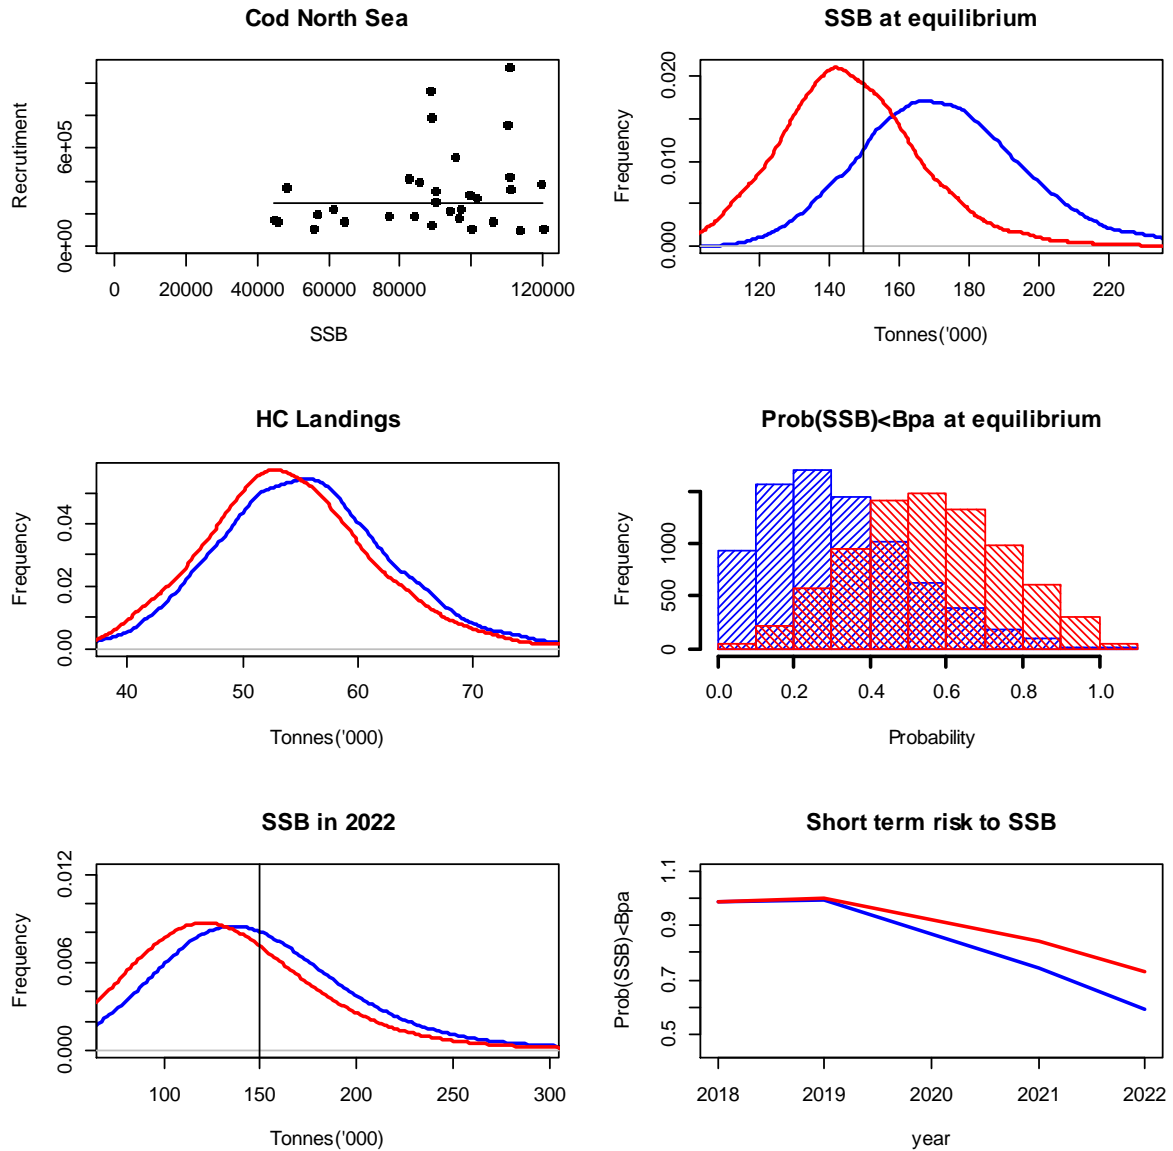 Cod North Sea
Recrutiment
0e+00 6e+05
0 20000 40000 60000 80000 120000
SSB
SSB at equilibrium
Frequency
0.000 0.010 0.020
120 140 160 180 200 220
Tonnes('000)
HC Landings
Frequency
0.00 0.02 0.04
40 50 60 70
Tonnes('000)
Prob(SSB)<Bpa at equilibrium
Frequency
0 500 1000
0.0 0.2 0.4 0.6 0.8 1.0
Probability
SSB in 2022
Frequency
0.000 0.006 0.012
100 150 200 250 300
Tonnes('000)
Short term risk to SSB
Prob(SSB)<Bpa
0.5 0.7 0.9 1.1
2018 2019 2020 2021 2022
year